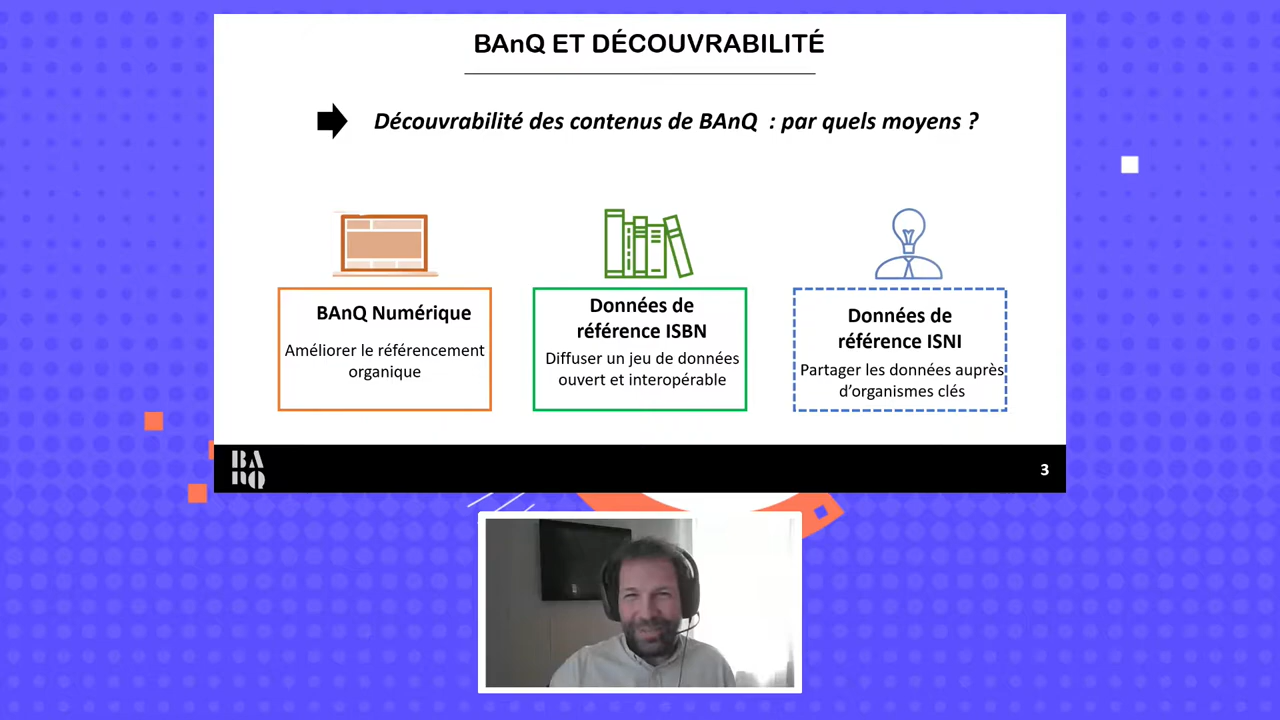 BAnQ ET DÉCOUVRABILITÉ
Découvrabilité des contenus de BAnQ : par quels moyens ?
BAnQ Numérique
Améliorer le référencement
organique
Données de
référence ISBN
Diffuser un jeu de données
ouvert et interopérable
Données de
référence ISNI
Partager les données auprès
d’organismes clés
BA
nQ
3